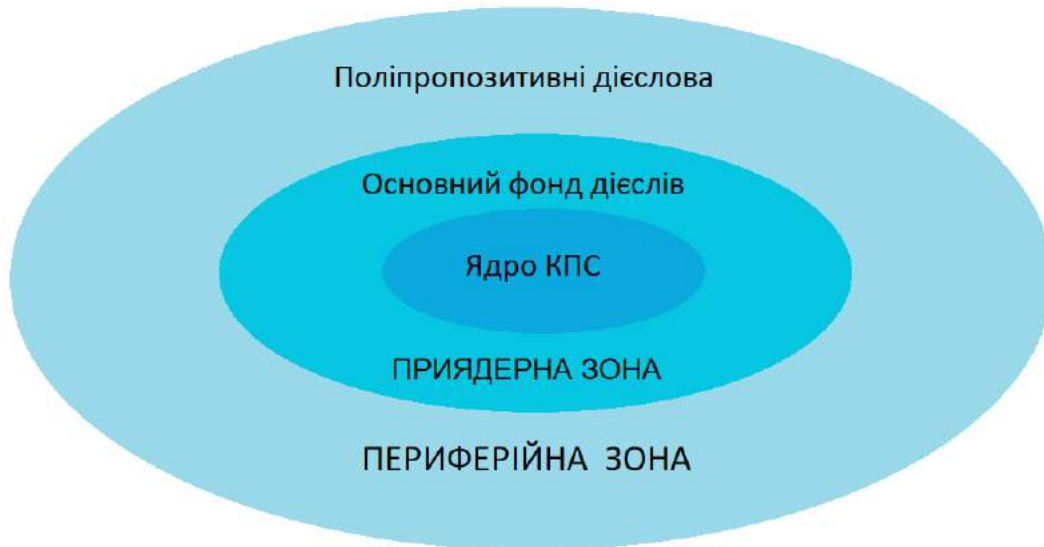 Поліпропозитивні дієслова
Основний фонд дієслів
Ядро КПС
ПРИЯДЕРНА ЗОНА
ПЕРИФЕРІЙНА ЗОНА